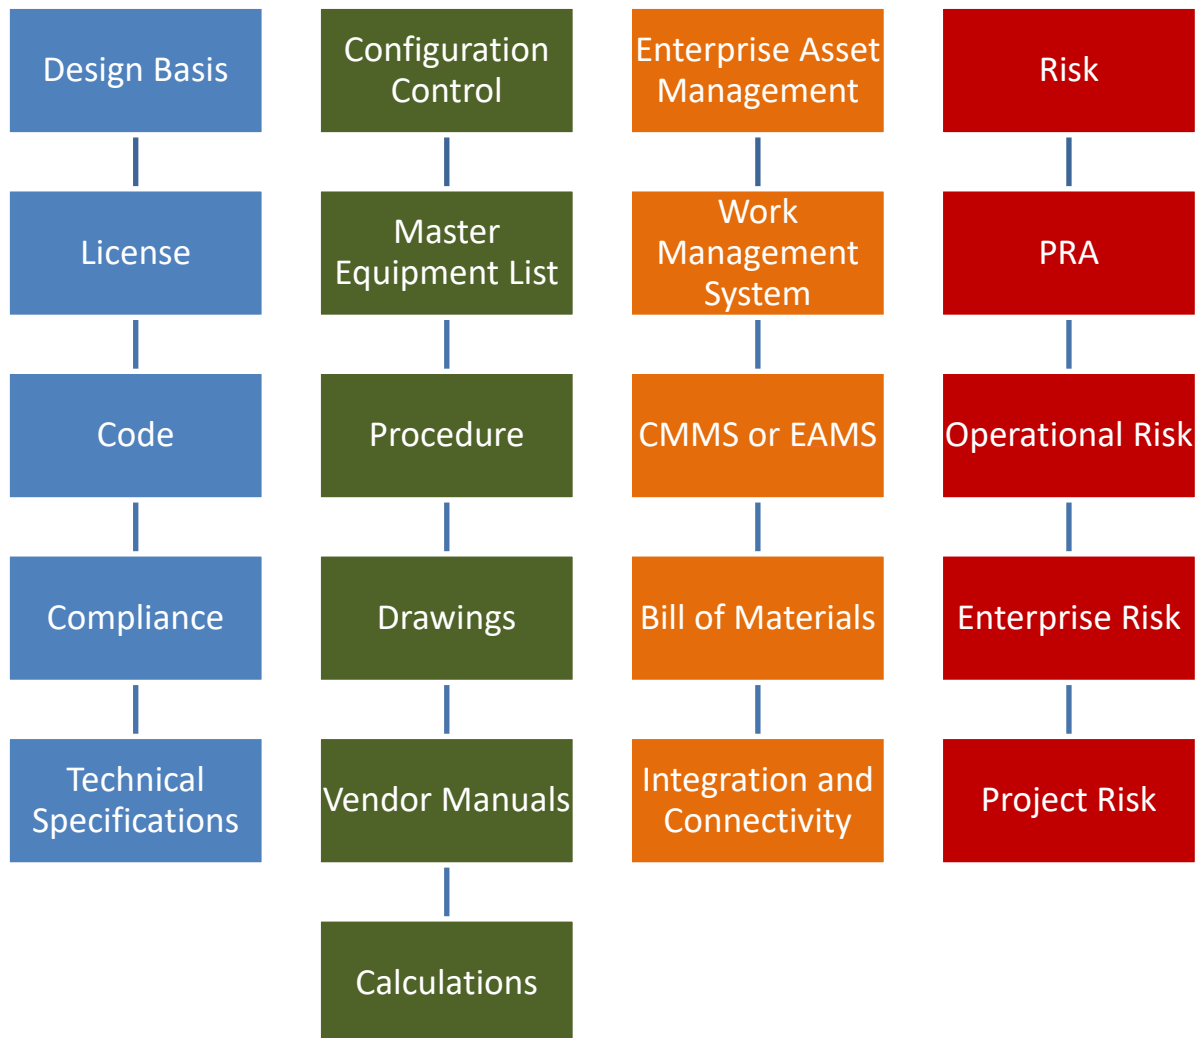 Design Basis
License
Code
Compliance
Technical
Specifications
Configuration
Control
Master
Equipment List
Procedure
Drawings
Vendor Manuals
Calculations
Enterprise Asset
Management
Work
Management
System
CMMS or EAMS
Bill of Materials
Integration and
Connectivity
Risk
PRA
Operational Risk
Enterprise Risk
Project Risk